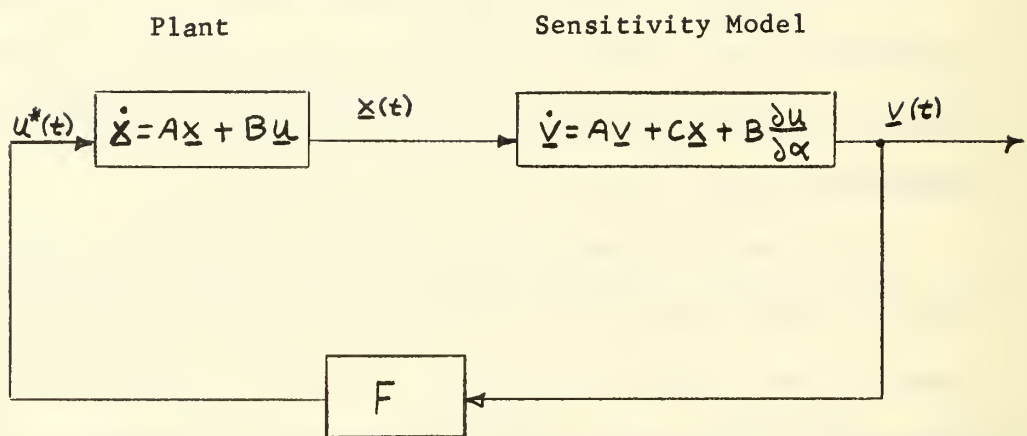 Plant
Sensitivity Model
u*(t)
ẋ = Ax + Bu
x(t)
v̇ = Av + Cx + B ∂u/∂α
v(t)
F